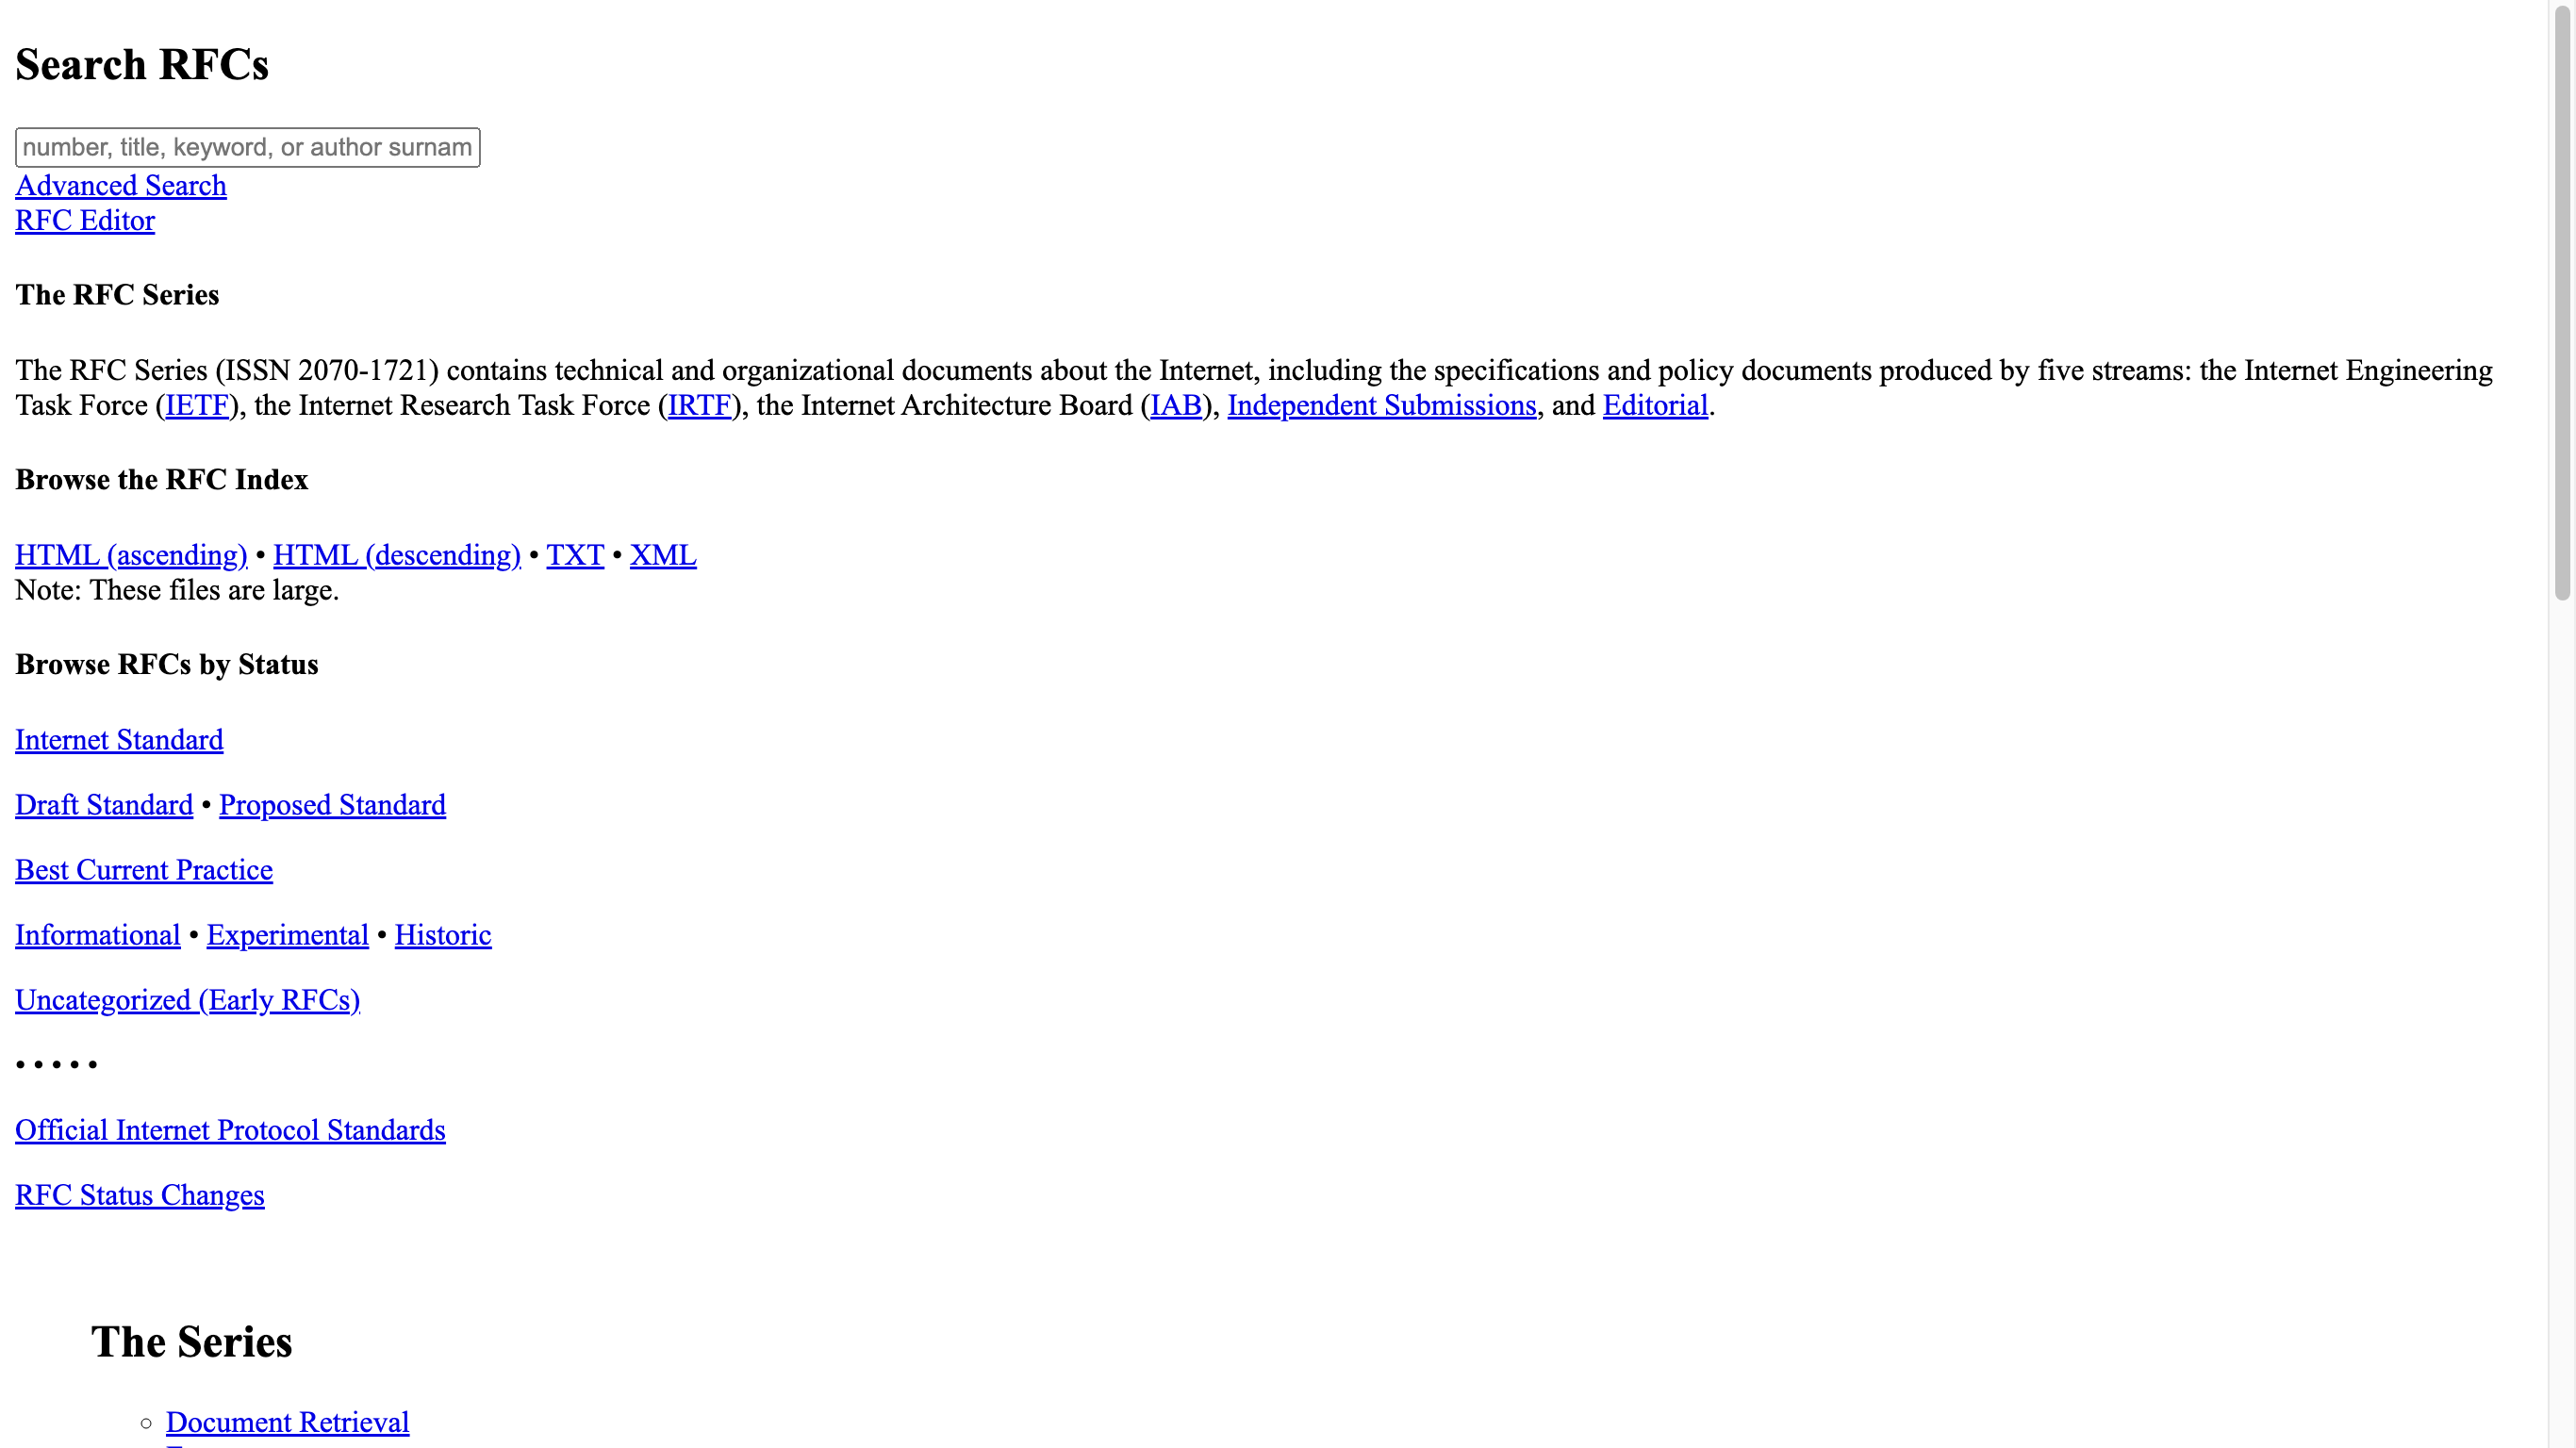 Search RFCs
number, title, keyword, or author surnam
Advanced Search
RFC Editor
The RFC Series
The RFC Series (ISSN 2070-1721) contains technical and organizational documents about the Internet, including the specifications and policy documents produced by five streams: the Internet Engineering
Task Force (IETF), the Internet Research Task Force (IRTF), the Internet Architecture Board (IAB), Independent Submissions, and Editorial.
Browse the RFC Index
HTML (ascending) • HTML (descending) • TXT • XML
Note: These files are large.
Browse RFCs by Status
Internet Standard
Draft Standard • Proposed Standard
Best Current Practice
Informational • Experimental • Historic
Uncategorized (Early RFCs)
• • • • •
Official Internet Protocol Standards
RFC Status Changes
The Series
Document Retrieval